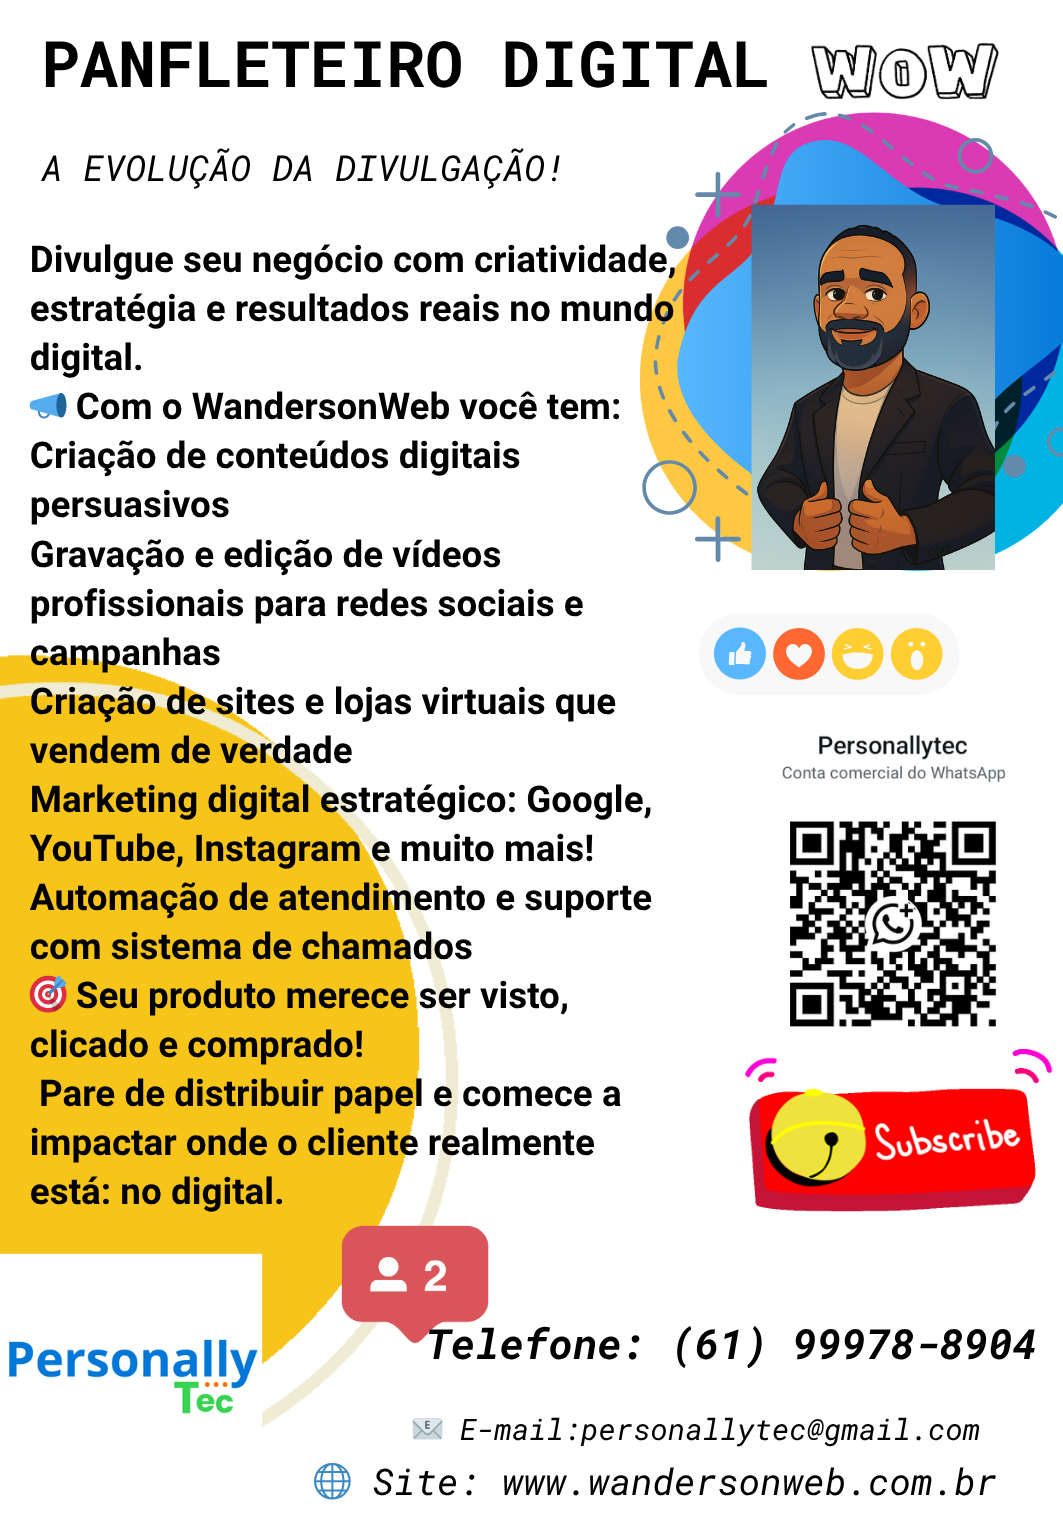 PANFLETEIRO DIGITAL
WOW
A EVOLUÇÃO DA DIVULGAÇÃO!
Divulgue seu negócio com criatividade,
estratégia e resultados reais no mundo
digital.
Com o WandersonWeb você tem:
Criação de conteúdos digitais
persuasivos
Gravação e edição de vídeos
profissionais para redes sociais e
campanhas
Criação de sites e lojas virtuais que
vendem de verdade
Marketing digital estratégico: Google,
YouTube, Instagram e muito mais!
Automação de atendimento e suporte
com sistema de chamados
Seu produto merece ser visto,
clicado e comprado!
Pare de distribuir papel e comece a
impactar onde o cliente realmente
está: no digital.
Personallytec
Conta comercial do WhatsApp
Subscribe
2
Personally
Tec
Telefone: (61) 99978-8904
E-mail:personallytec@gmail.com
Site: www.wandersonweb.com.br